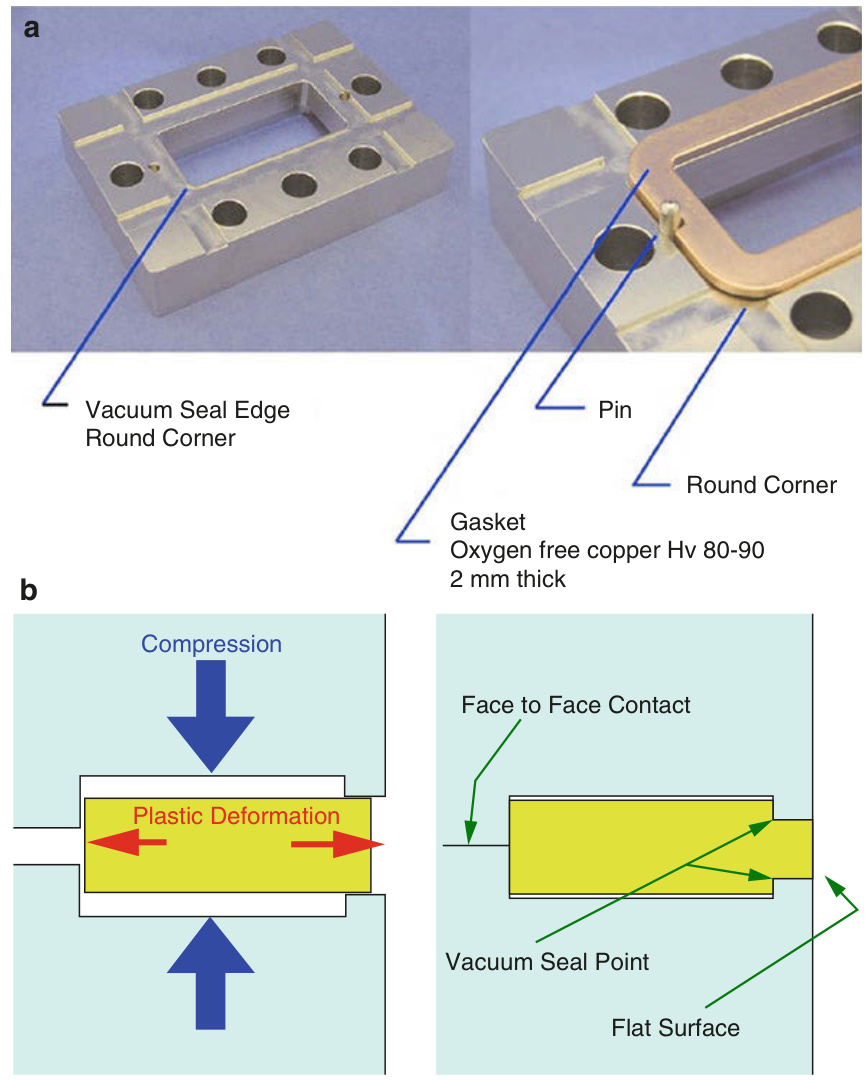 a
Vacuum Seal Edge
Round Corner
Pin
Round Corner
Gasket
Oxygen free copper Hv 80-90
2 mm thick
b
Compression
Plastic Deformation
Face to Face Contact
Vacuum Seal Point
Flat Surface